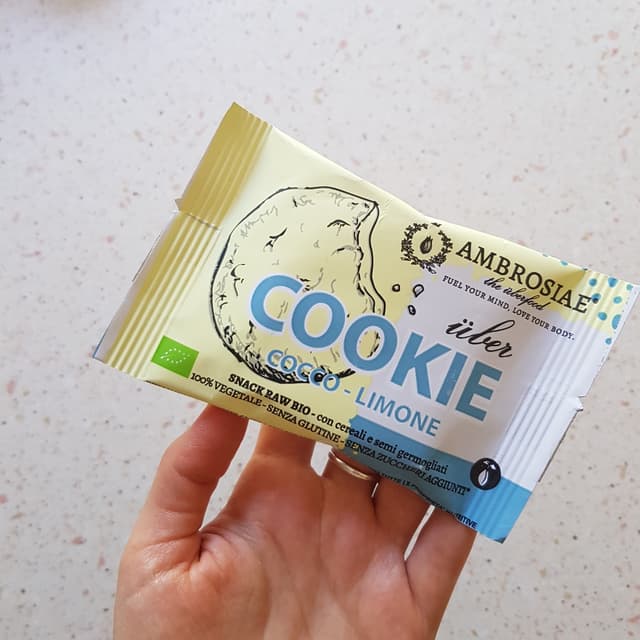 AMBROSIAE
the überfood
FUEL YOUR MIND, LOVE YOUR BODY.
über
COOKIE
COCCO - LIMONE
SNACK RAW BIO - con cereali e semi germogliati
100% VEGETALE - SENZA GLUTINE - SENZA ZUCCHERI AGGIUNTI*